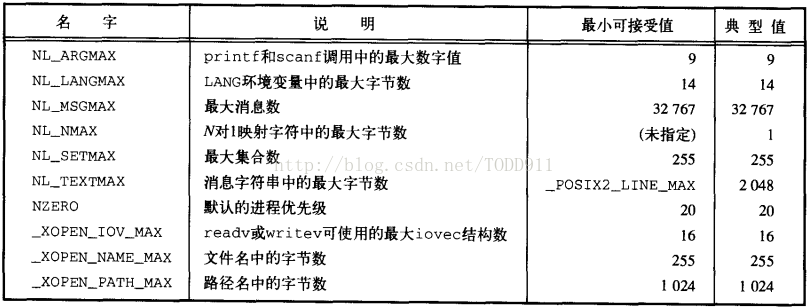 名 字 说 明 最小可接受值 典 型 值
NL_ARGMAX printf和scanf调用中的最大数字值 9 9
NL_LANGMAX LANG环境变量中的最大字节数 14 14
NL_MSGMAX 最大消息数 32 767 32 767
NL_NMAX N对1映射字符中的最大字节数 (未指定) 1
NL_SETMAX 最大集合数 255 255
http://blog.csdn.net/TODD911
NL_TEXTMAX 消息字符串中的最大字节数 _POSIX2_LINE_MAX 2 048
NZERO 默认的进程优先级 20 20
_XOPEN_IOV_MAX readv或writev可使用的最大iovec结构数 16 16
_XOPEN_NAME_MAX 文件名中的字节数 255 255
_XOPEN_PATH_MAX 路径名中的字节数 1 024 1 024